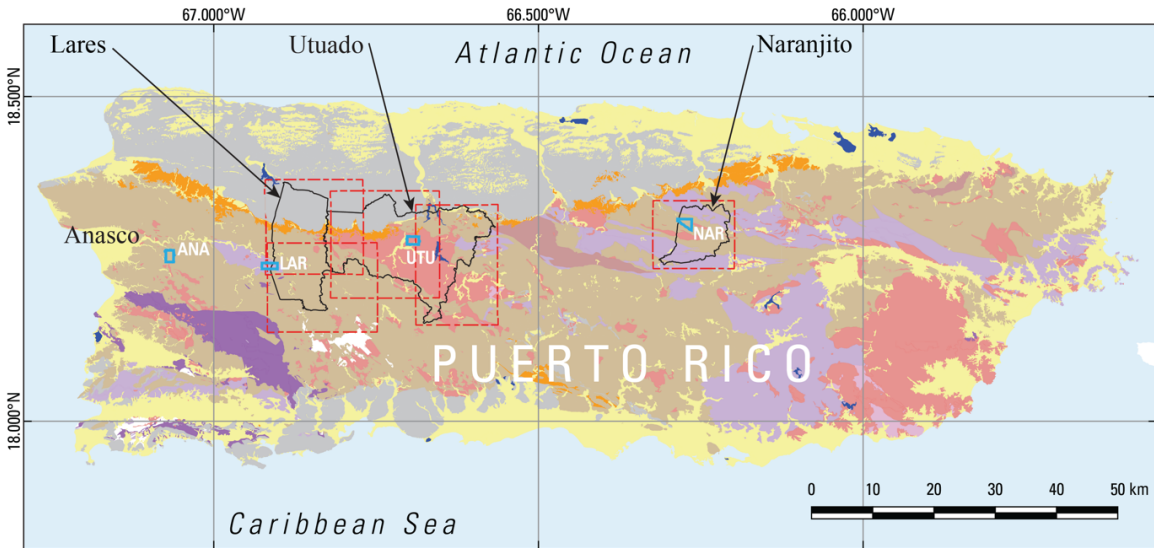 67.000°W
66.500°W
66.000°W
Lares
Utuado
Naranjito
Atlantic Ocean
18.500°N
Anasco
ANA
LAR
UTU
NAR
PUERTO RICO
18.000°N
0 10 20 30 40 50 km
Caribbean Sea